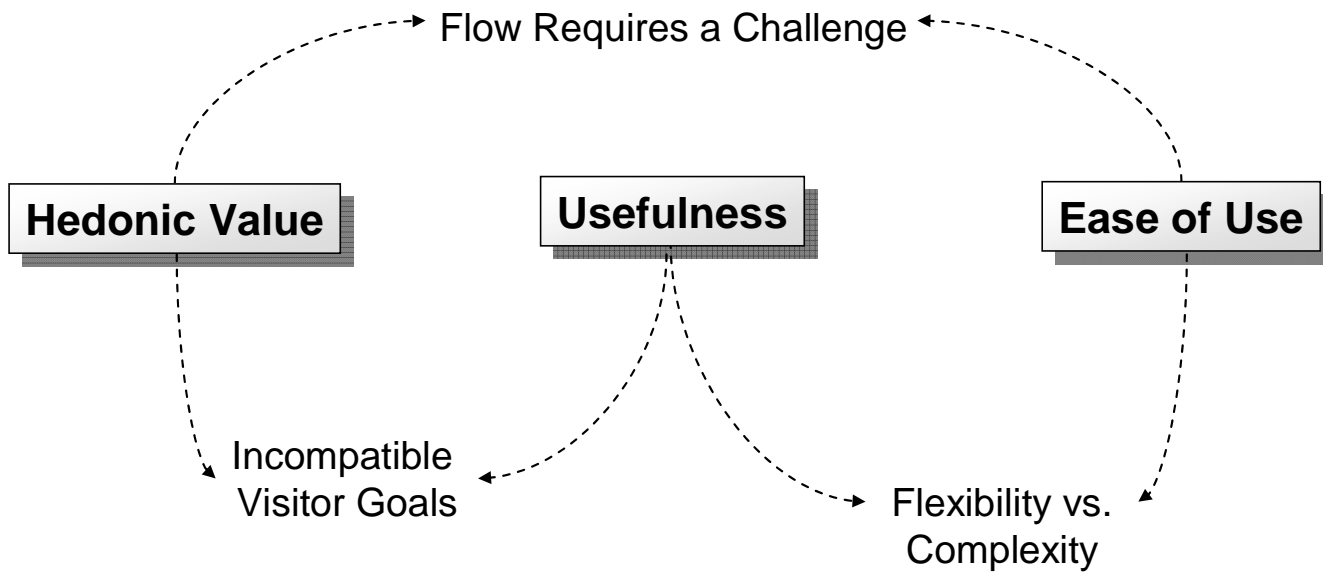 Flow Requires a Challenge
Hedonic Value
Usefulness
Ease of Use
Incompatible
Visitor Goals
Flexibility vs.
Complexity